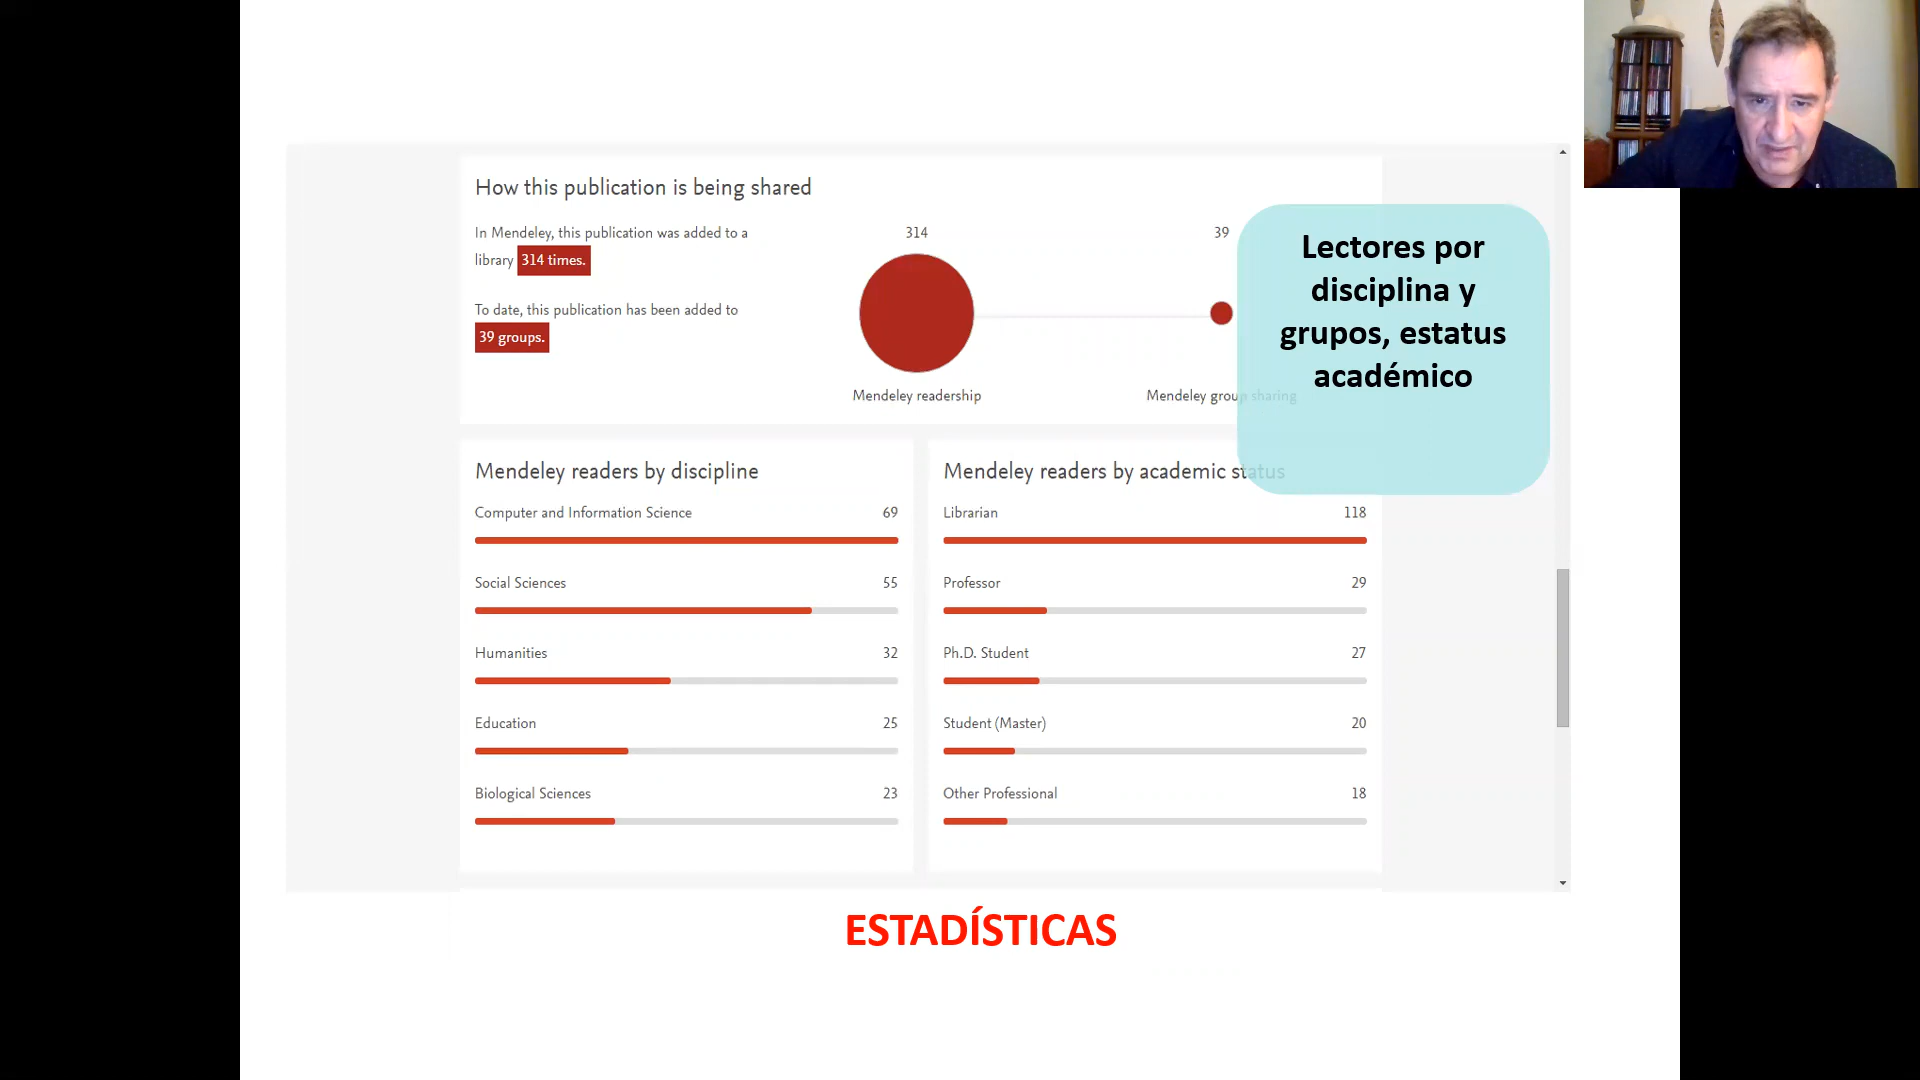 How this publication is being shared
In Mendeley, this publication was added to a
library 314 times.
To date, this publication has been added to
39 groups.
314
39
Mendeley readership
Mendeley group sharing
Lectores por
disciplina y
grupos, estatus
académico
Mendeley readers by discipline
Computer and Information Science 69
Social Sciences 55
Humanities 32
Education 25
Biological Sciences 23
Mendeley readers by academic status
Librarian 118
Professor 29
Ph.D. Student 27
Student (Master) 20
Other Professional 18
ESTADÍSTICAS